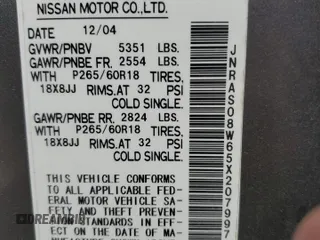 NISSAN MOTOR CO.,LTD.
DATE 12/04
GVWR/PNBV 5351 LBS.
GAWR/PNBE FR. 2554 LBS.
WITH P265/60R18 TIRES,
18X8JJ RIMS,AT 32 PSI
COLD SINGLE.
GAWR/PNBE RR. 2824 LBS.
WITH P265/60R18 TIRES,
18X8JJ RIMS,AT 32 PSI
COLD SINGLE.
THIS VEHICLE CONFORMS
TO ALL APPLICABLE FED-
ERAL MOTOR VEHICLE SA-
FETY AND THEFT PREVEN-
TION STANDARDS IN EFF-
ECT ON THE DATE OF MA-
JNRAS08W65X207997
DREAMBID